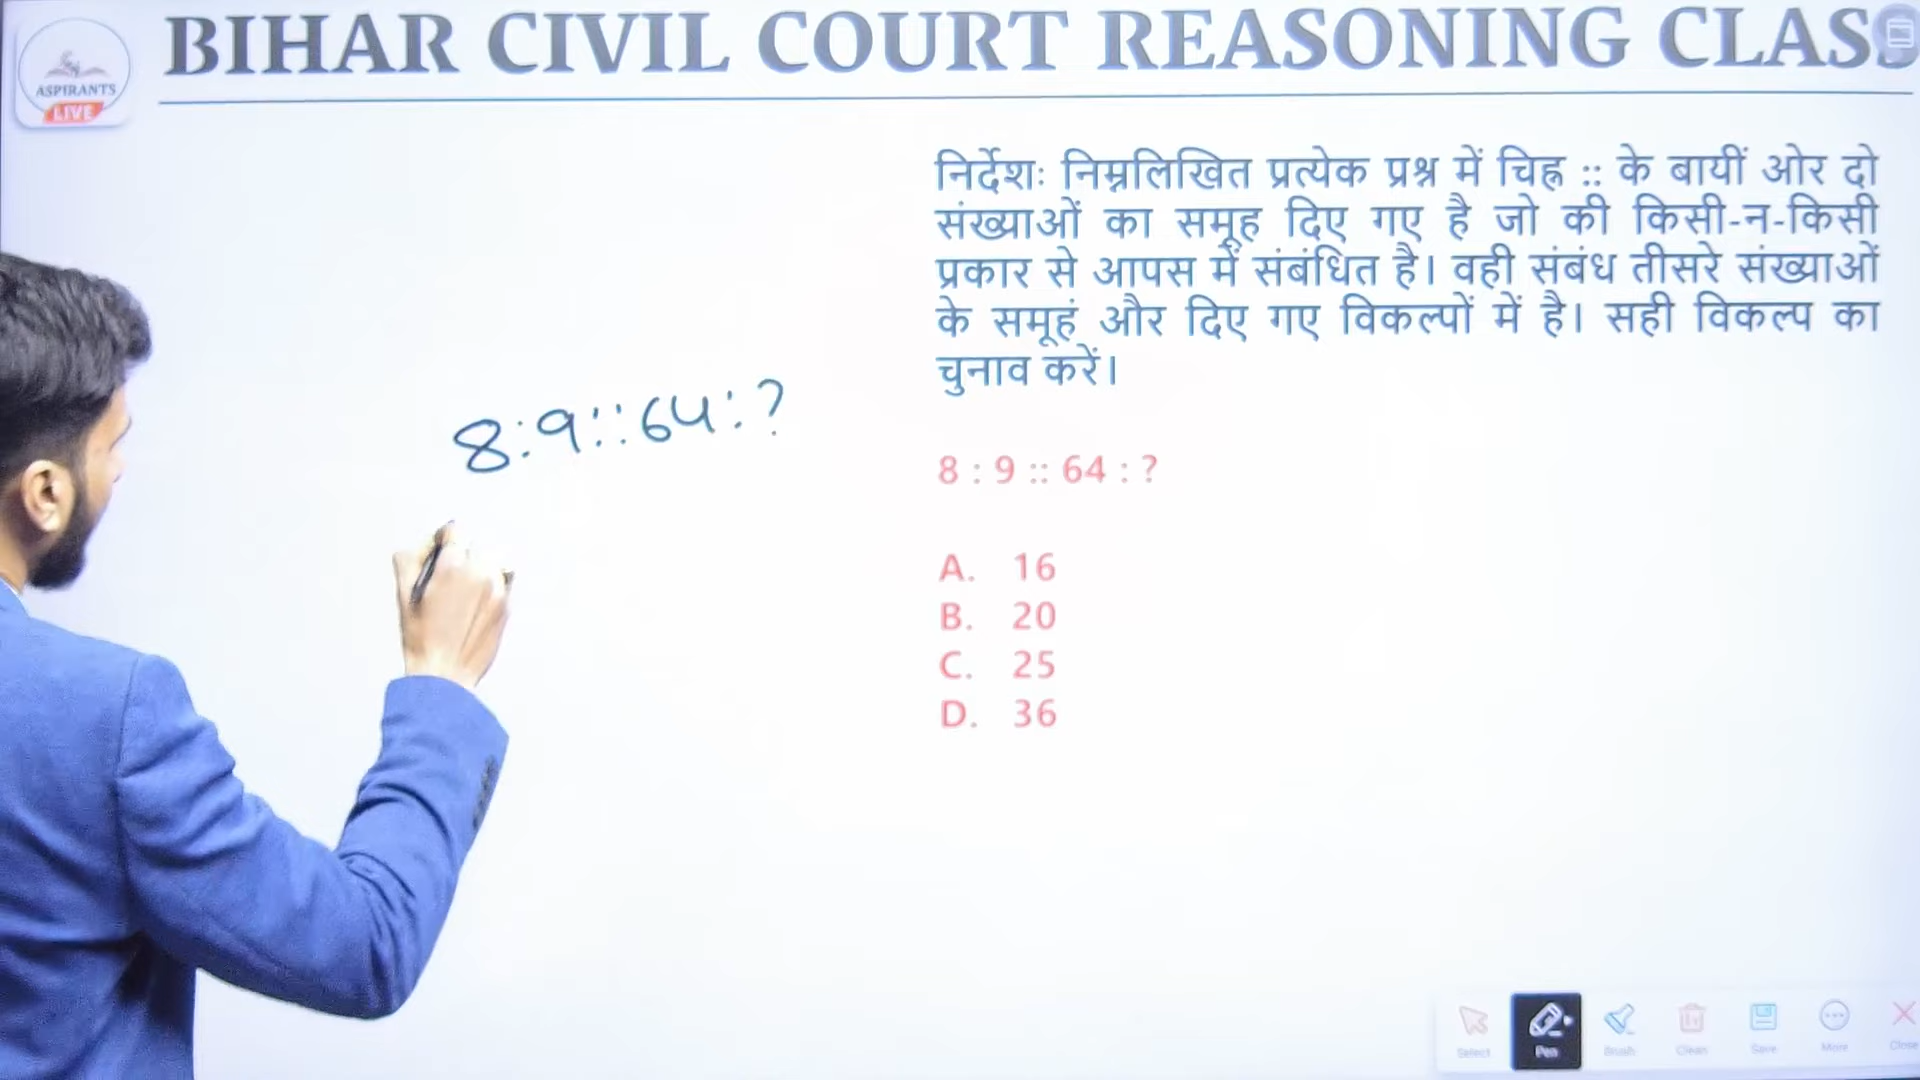 BIHAR CIVIL COURT REASONING CLASS
ASPIRANTS
LIVE
निर्देशः निम्नलिखित प्रत्येक प्रश्न में चिह्न :: के बायीं ओर दो
संख्याओं का समूह दिए गए है जो की किसी-न-किसी
प्रकार से आपस में संबंधित है। वही संबंध तीसरे संख्याओं
के समूहं और दिए गए विकल्पों में है। सही विकल्प का
चुनाव करें।
8:9::64:?
8 : 9 :: 64 : ?
A. 16
B. 20
C. 25
D. 36
Select Pen Brush Clean Save More Close